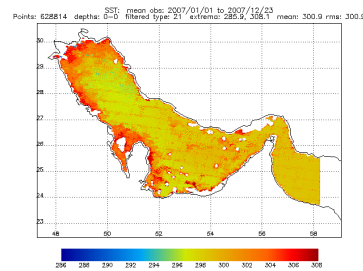 SST: mean obs: 2007/01/01 to 2007/12/23
Points: 628814 depths: 0-0 filtered type: 21 extrema: 285.9, 308.1 mean: 300.9 rms: 300.9
30
29
28
27
26
25
24
23
48 50 52 54 56 58
286 288 290 292 294 296 298 300 302 304 306 308